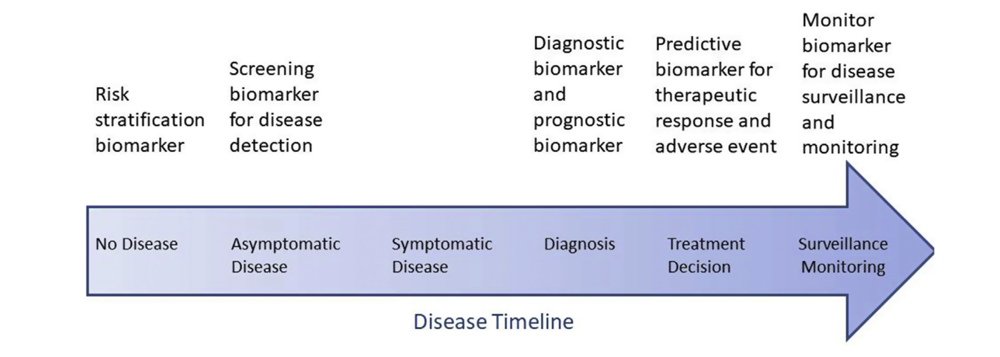 Risk
stratification
biomarker
Screening
biomarker
for disease
detection
Diagnostic
biomarker
and
prognostic
biomarker
Predictive
biomarker for
therapeutic
response and
adverse event
Monitor
biomarker
for disease
surveillance
and
monitoring
No Disease
Asymptomatic
Disease
Symptomatic
Disease
Diagnosis
Treatment
Decision
Surveillance
Monitoring
Disease Timeline